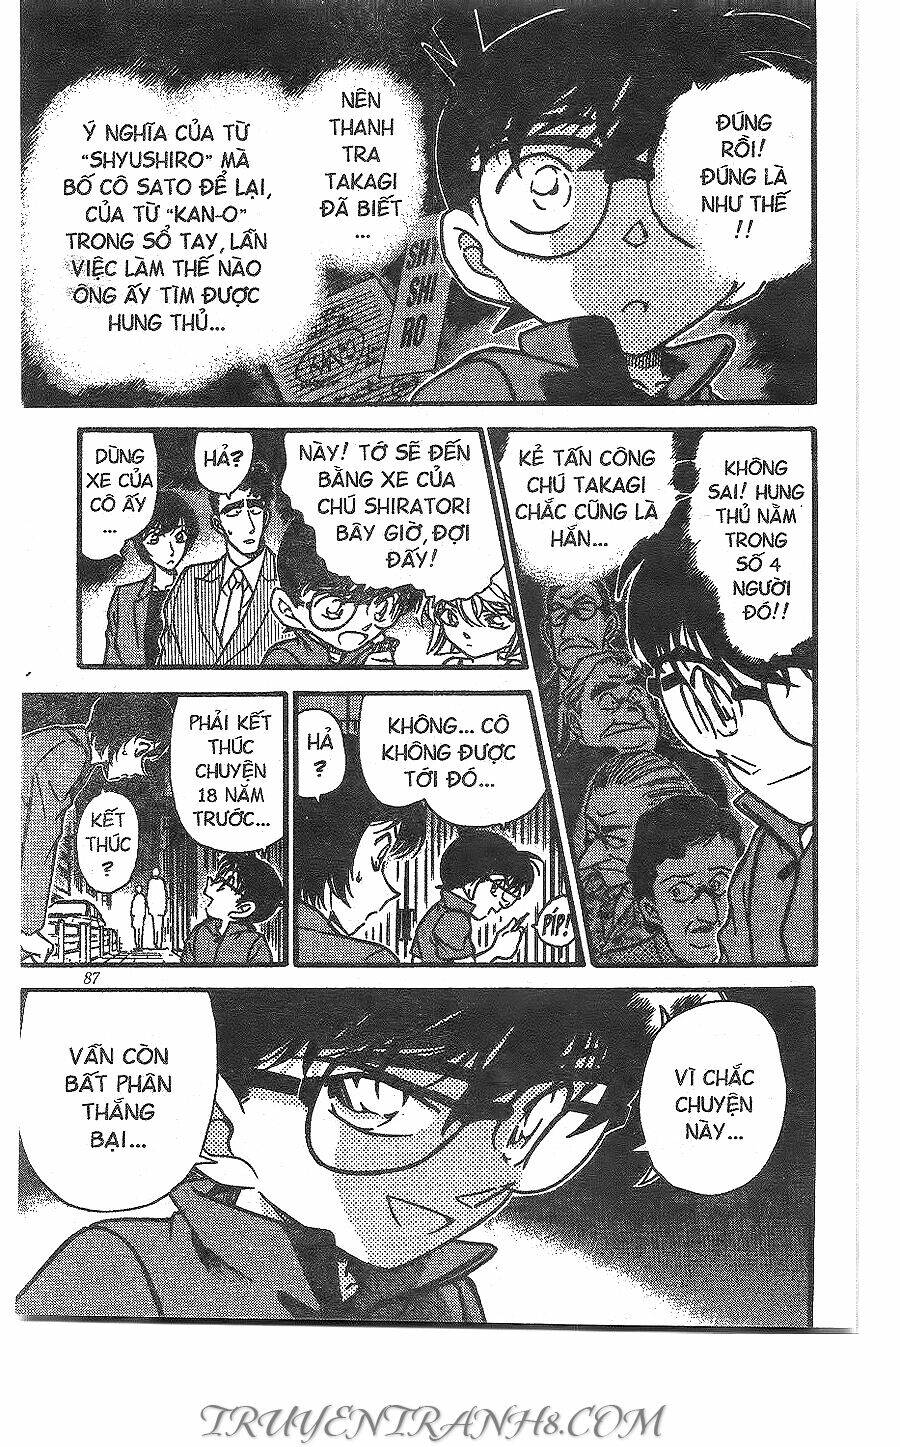 ĐÚNG
RỒI!
ĐÚNG LÀ
NHƯ THẾ
!!
NÊN
THANH
TRA
TAKAGI
ĐÃ BIẾT
...
Ý NGHĨA CỦA TỪ
"SHYUSHIRO" MÀ
BỐ CÔ SATO ĐỂ LẠI,
CỦA TỪ "KAN-O"
TRONG SỔ TAY, LẪN
VIỆC LÀM THẾ NÀO
ÔNG ẤY TÌM ĐƯỢC
HUNG THỦ...
SHI
RO
KHÔNG
SAI! HUNG
THỦ NẰM
TRONG
SỐ 4
NGƯỜI
ĐÓ!!
KẺ TẤN CÔNG
CHÚ TAKAGI
CHẮC CŨNG LÀ
HẮN...
NÀY! TỚ SẼ ĐẾN
BẰNG XE CỦA
CHÚ SHIRATORI
BÂY GIỜ, ĐỢI
ĐẤY!
HẢ?
DÙNG
XE CỦA
CÔ ẤY
...
PÍP!
KHÔNG... CÔ
KHÔNG ĐƯỢC
TỚI ĐÓ...
HẢ
?
PHẢI KẾT
THÚC
CHUYỆN
18 NĂM
TRƯỚC...
KẾT
THÚC
?
87
VÌ CHẮC
CHUYỆN
NÀY...
VẪN CÒN
BẤT PHÂN
THẮNG
BẠI...
TRUYENTRANH8.COM